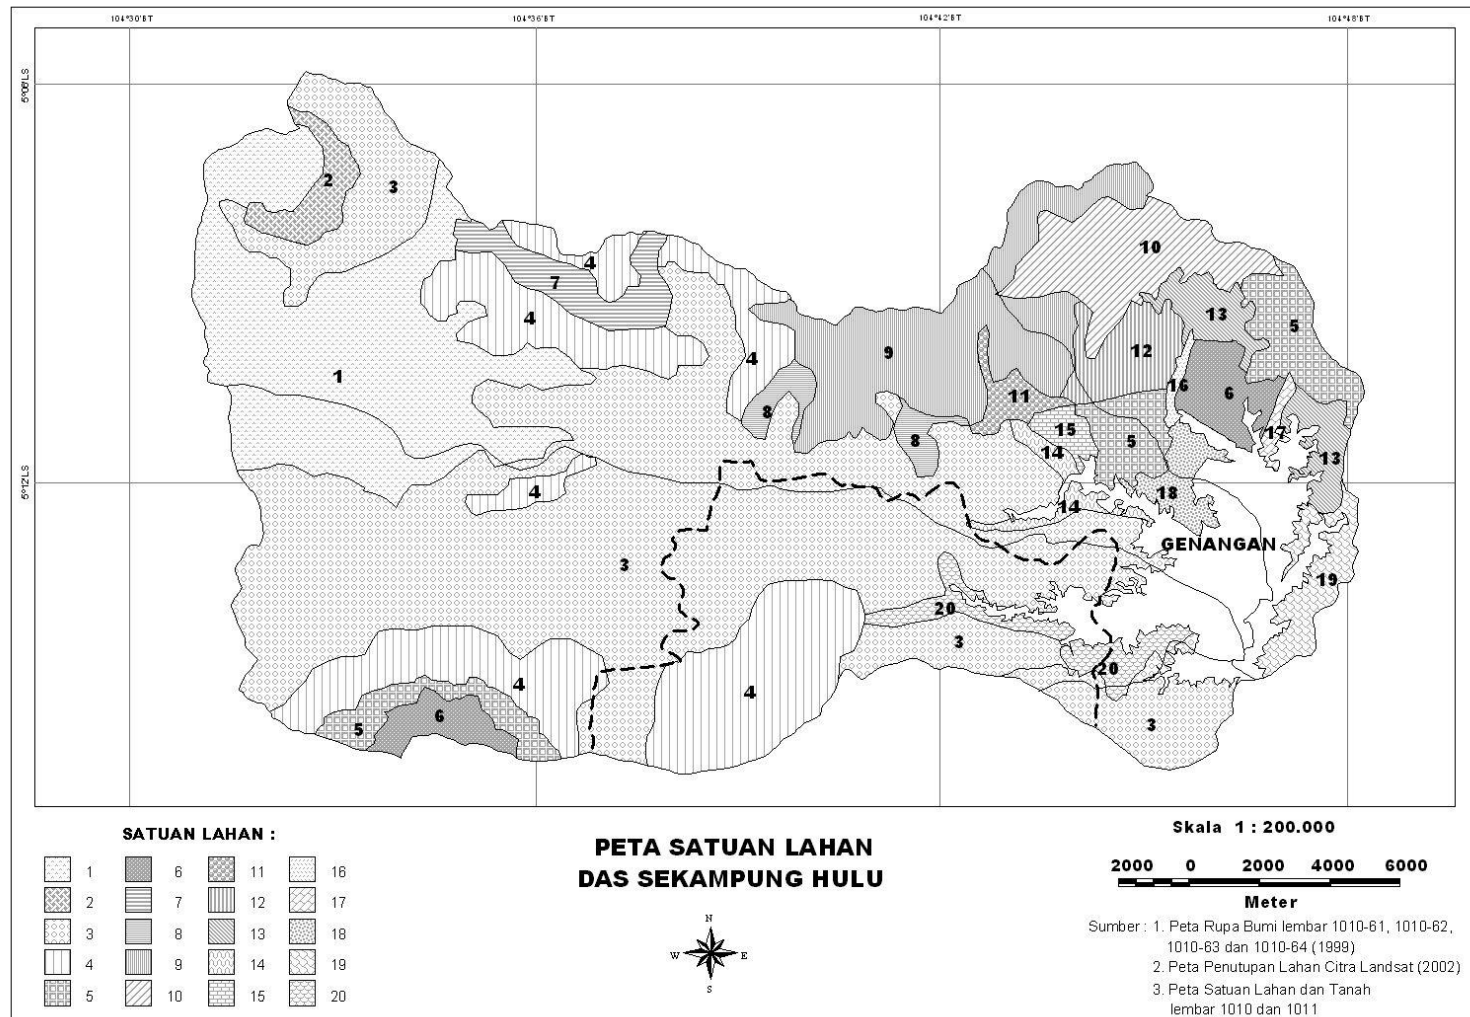 104°30'BT
104°36'BT
104°42'BT
104°48'BT
5°06'LS
5°12'LS
2
3
10
4
7
13
4
5
9
12
4
1
16
6
11
8
15
17
5
8
14
13
4
18
14
GENANGAN
3
19
20
3
20
4
4
6
5
3
SATUAN LAHAN :
1
2
3
4
5
6
7
8
9
10
11
12
13
14
15
16
17
18
19
20
PETA SATUAN LAHAN
DAS SEKAMPUNG HULU
N
W
E
S
Skala 1 : 200.000
2000 0 2000 4000 6000
Meter
Sumber : 1. Peta Rupa Bumi lembar 1010-61, 1010-62,
1010-63 dan 1010-64 (1999)
2. Peta Penutupan Lahan Citra Landsat (2002)
3. Peta Satuan Lahan dan Tanah
lembar 1010 dan 1011